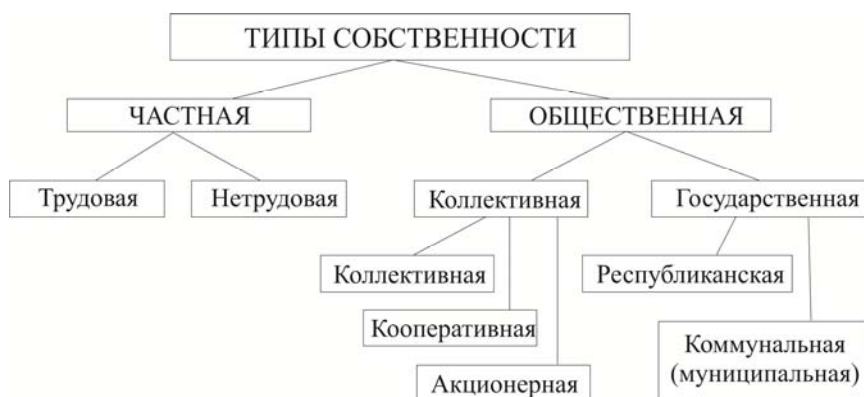 ТИПЫ СОБСТВЕННОСТИ
ЧАСТНАЯ
ОБЩЕСТВЕННАЯ
Трудовая
Нетрудовая
Коллективная
Государственная
Коллективная
Республиканская
Кооперативная
Коммунальная
(муниципальная)
Акционерная